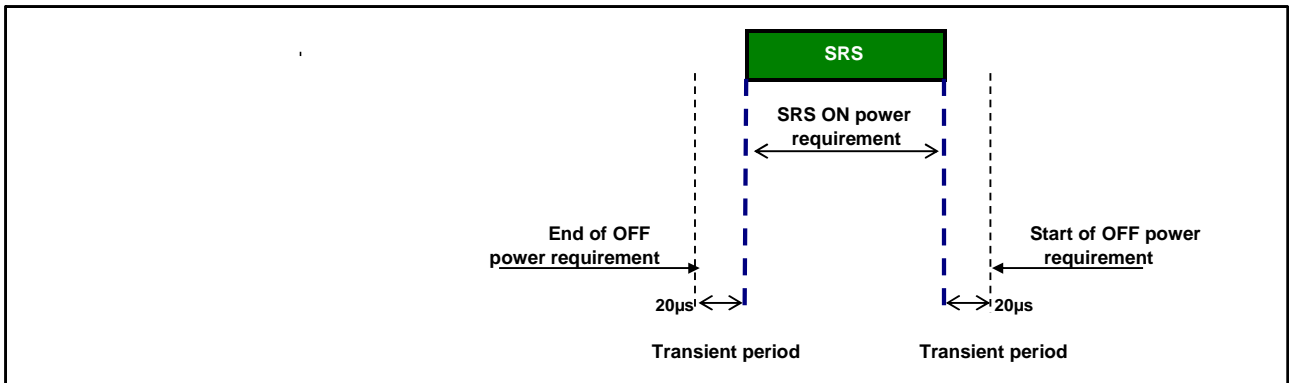 SRS
SRS ON power
requirement
End of OFF
power requirement
Start of OFF power
requirement
20µs
20µs
Transient period
Transient period